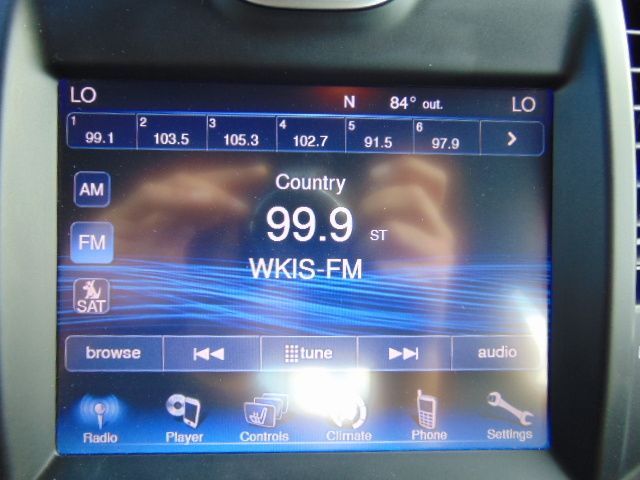 LO N 84° out. LO
1 99.1 2 103.5 3 105.3 4 102.7 5 91.5 6 97.9 >
AM Country
99.9 ST
FM
WKIS-FM
SAT
browse tune audio
Radio Player Controls Climate Phone Settings